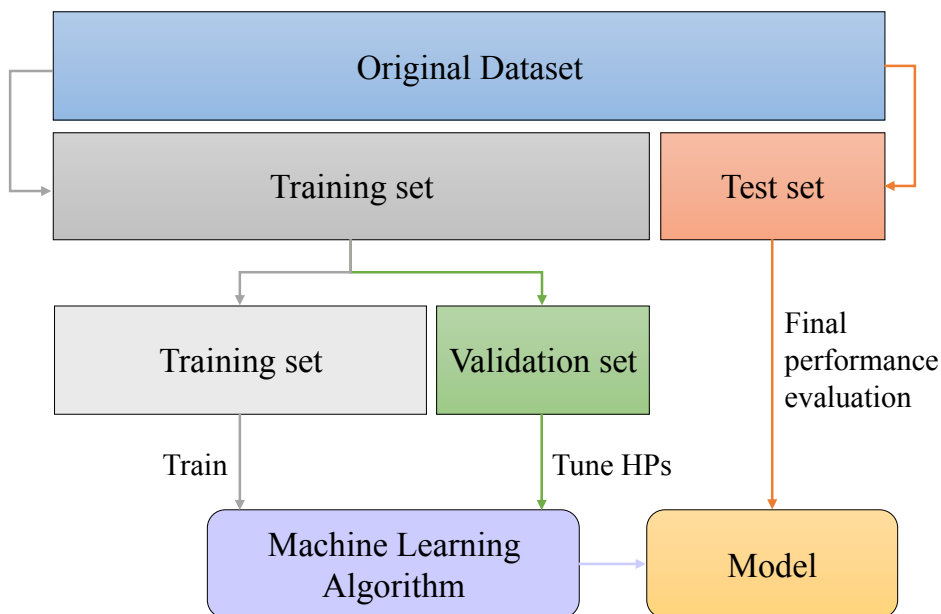 Original Dataset
Training set
Test set
Training set
Validation set
Final
performance
evaluation
Train
Tune HPs
Machine Learning
Algorithm
Model